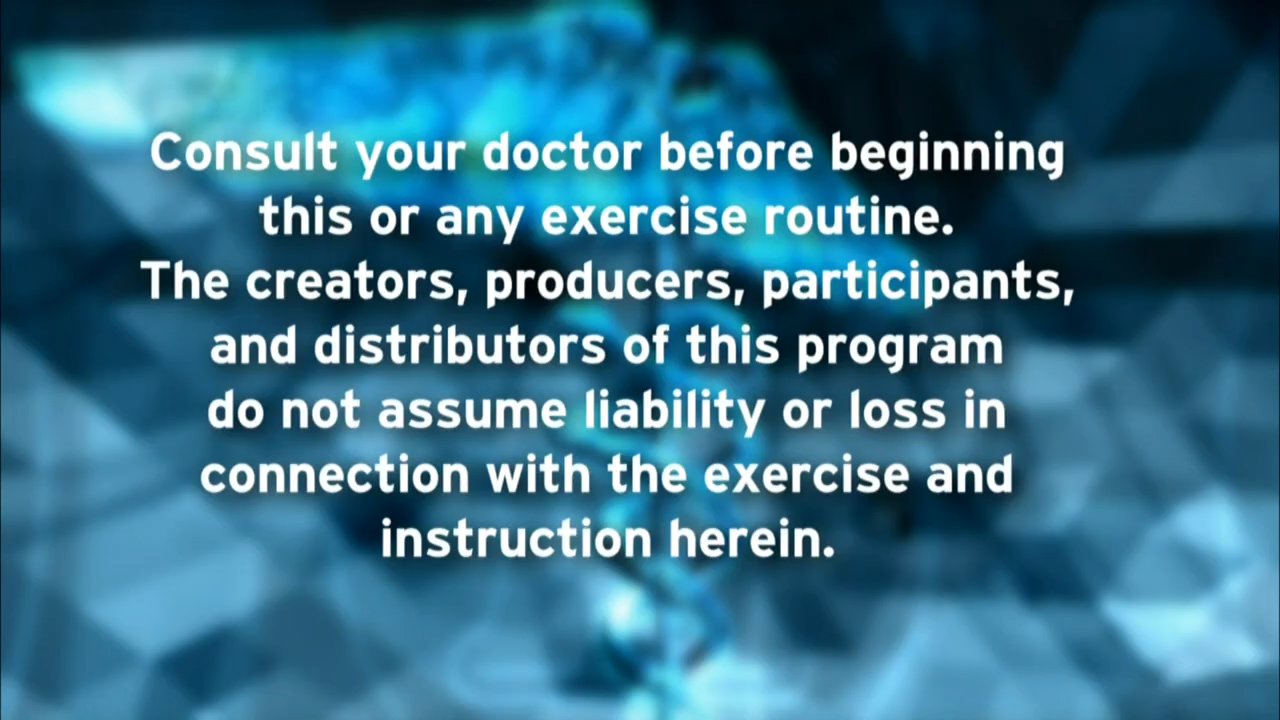 Consult your doctor before beginning
this or any exercise routine.
The creators, producers, participants,
and distributors of this program
do not assume liability or loss in
connection with the exercise and
instruction herein.